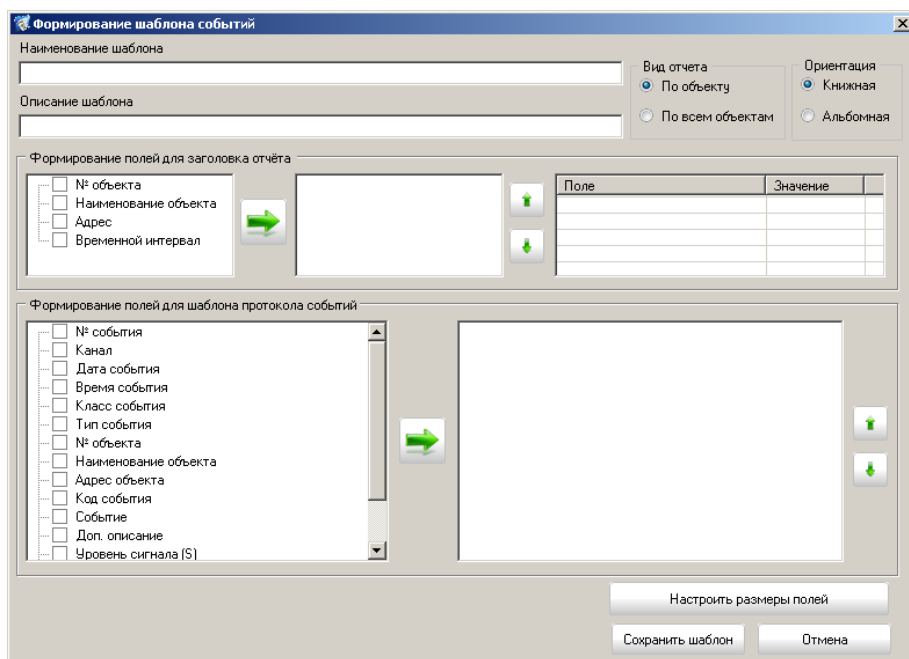 Формирование шаблона событий
Наименование шаблона
Описание шаблона
Вид отчета
По объекту
По всем объектам
Ориентация
Книжная
Альбомная
Формирование полей для заголовка отчёта
№ объекта
Наименование объекта
Адрес
Временной интервал
Поле
Значение
Формирование полей для шаблона протокола событий
№ события
Канал
Дата события
Время события
Класс события
Тип события
№ объекта
Наименование объекта
Адрес объекта
Код события
Событие
Доп. описание
Уровень сигнала (S)
Настроить размеры полей
Сохранить шаблон
Отмена